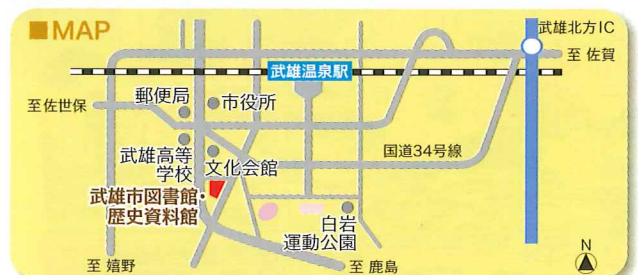 ■MAP
武雄北方IC
至 佐賀
武雄温泉駅
郵便局
市役所
至佐世保
武雄高等
学校
文化会館
国道34号線
武雄市図書館・
歴史資料館
白岩
運動公園
至 嬉野
至 鹿島
N